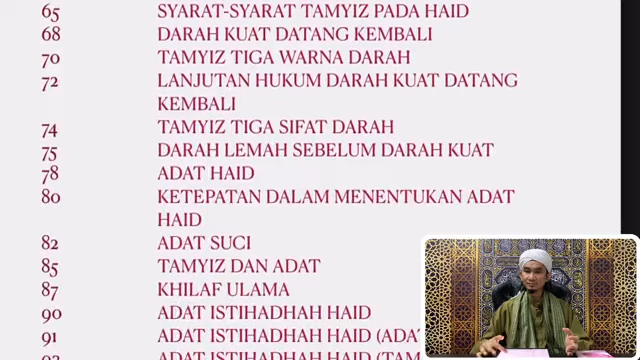 65 SYARAT-SYARAT TAMYIZ PADA HAID
68 DARAH KUAT DATANG KEMBALI
70 TAMYIZ TIGA WARNA DARAH
72 LANJUTAN HUKUM DARAH KUAT DATANG
KEMBALI
74 TAMYIZ TIGA SIFAT DARAH
75 DARAH LEMAH SEBELUM DARAH KUAT
78 ADAT HAID
80 KETEPATAN DALAM MENENTUKAN ADAT
HAID
82 ADAT SUCI
85 TAMYIZ DAN ADAT
87 KHILAF ULAMA
90 ADAT ISTIHADHAH HAID
91 ADAT ISTIHADHAH HAID (ADAT
ADAT ISTIHADHAH HAID (TAM